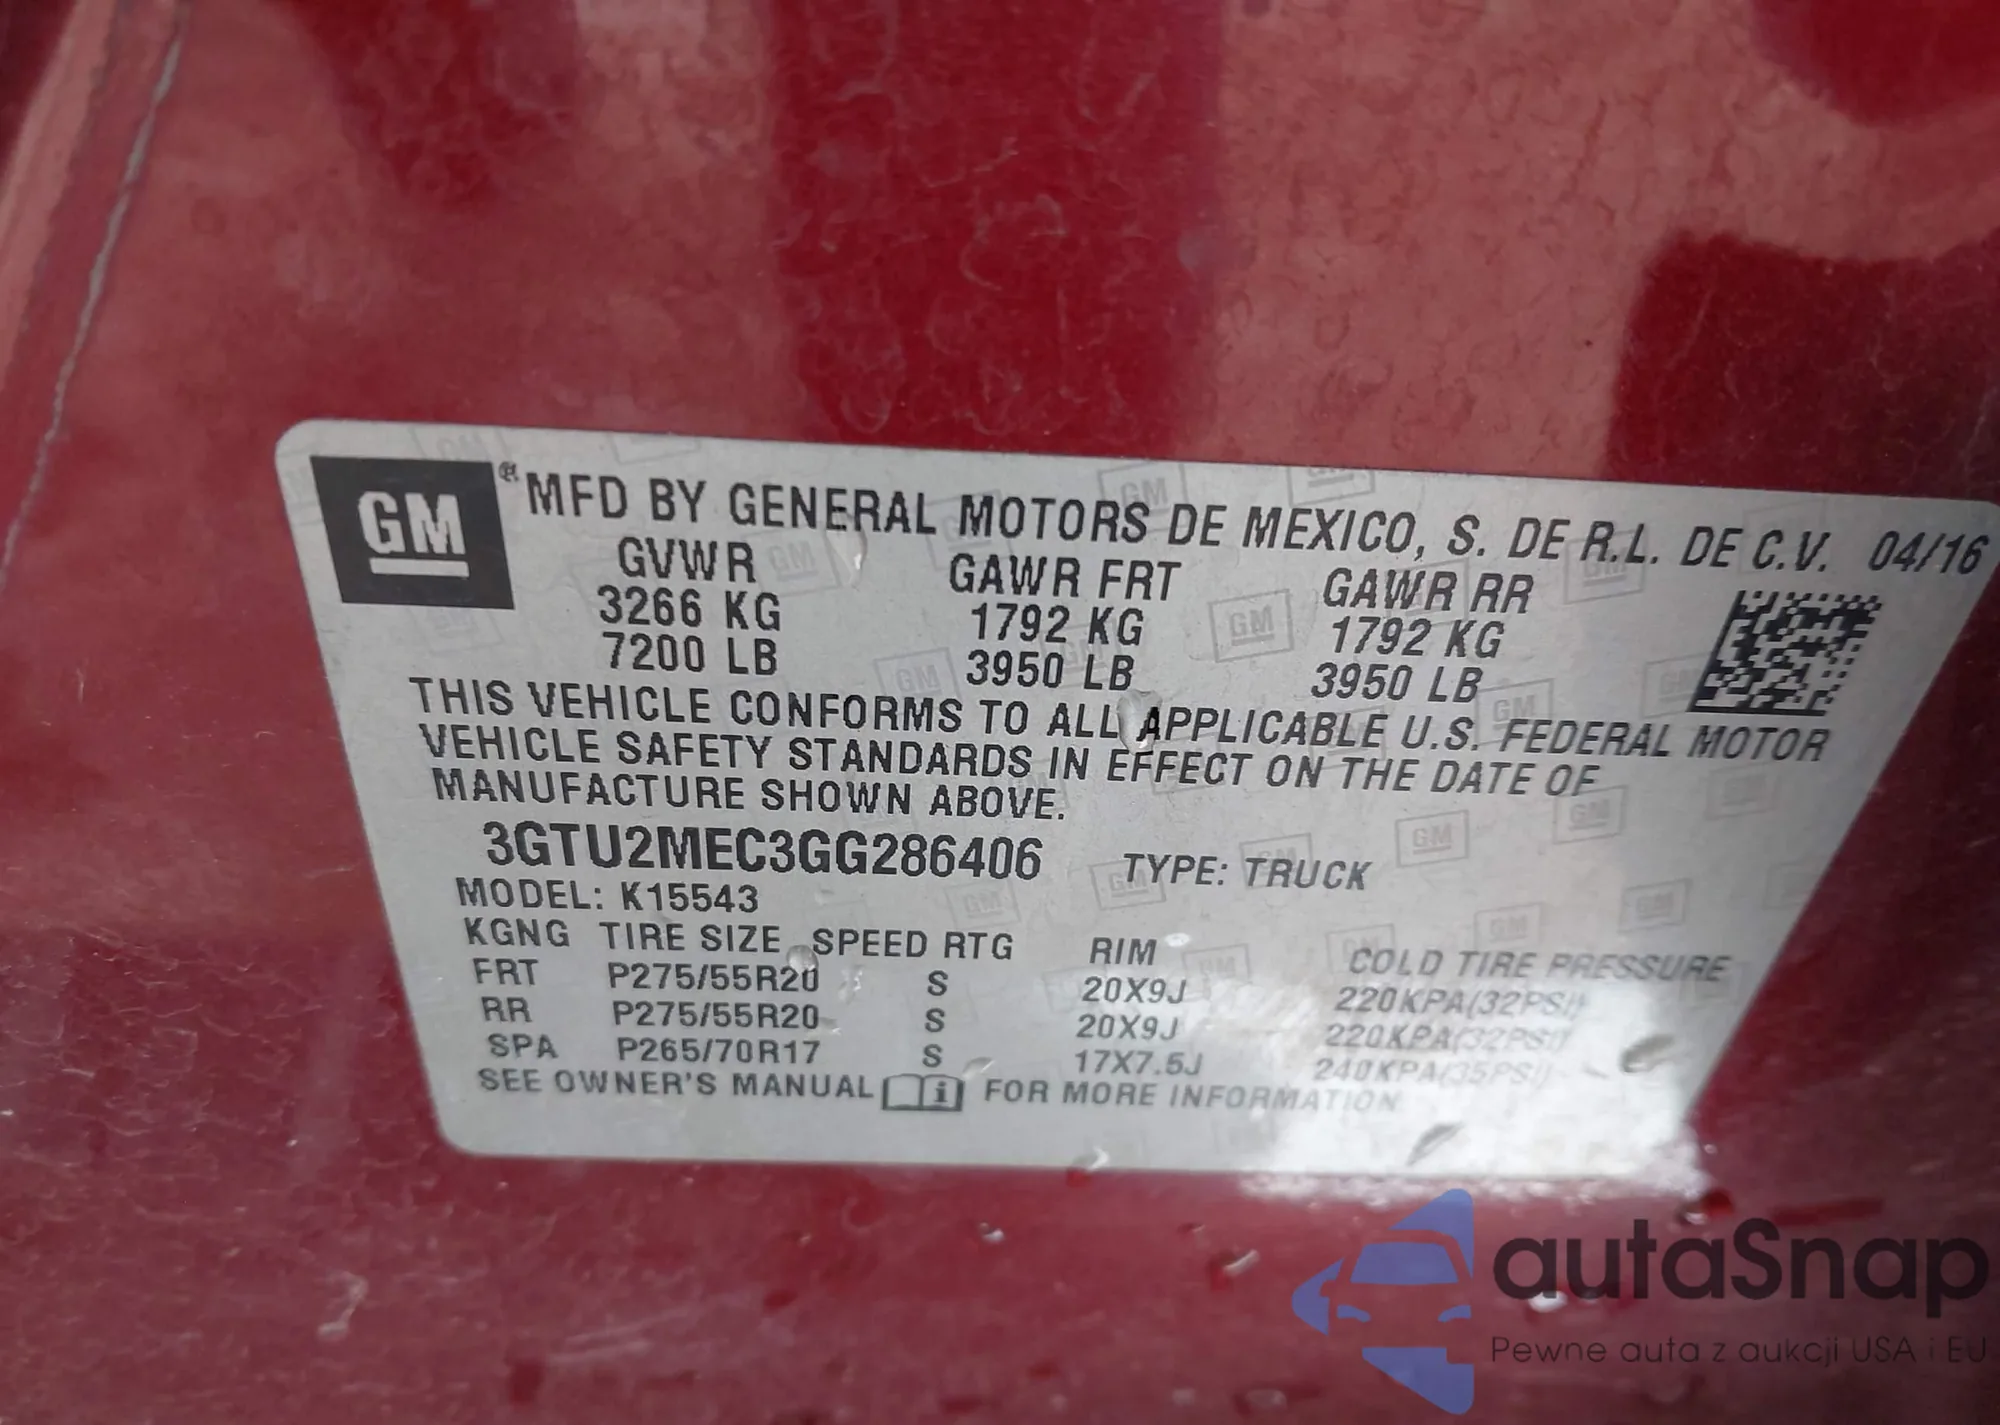 GM ® MFD BY GENERAL MOTORS DE MEXICO, S. DE R.L. DE C.V. 04/16
GVWR GAWR FRT GAWR RR
3266 KG 1792 KG 1792 KG
7200 LB 3950 LB 3950 LB
THIS VEHICLE CONFORMS TO ALL APPLICABLE U.S. FEDERAL MOTOR
VEHICLE SAFETY STANDARDS IN EFFECT ON THE DATE OF
MANUFACTURE SHOWN ABOVE.
3GTU2MEC3GG286406 TYPE: TRUCK
MODEL: K15543
KGNG TIRE SIZE SPEED RTG RIM COLD TIRE PRESSURE
FRT P275/55R20 S 20X9J 220KPA(32PSI)
RR P275/55R20 S 20X9J 220KPA(32PSI)
SPA P265/70R17 S 17X7.5J 240KPA(35PSI)
SEE OWNER'S MANUAL i FOR MORE INFORMATION
autaSnap
Pewne auta z aukcji USA i EU